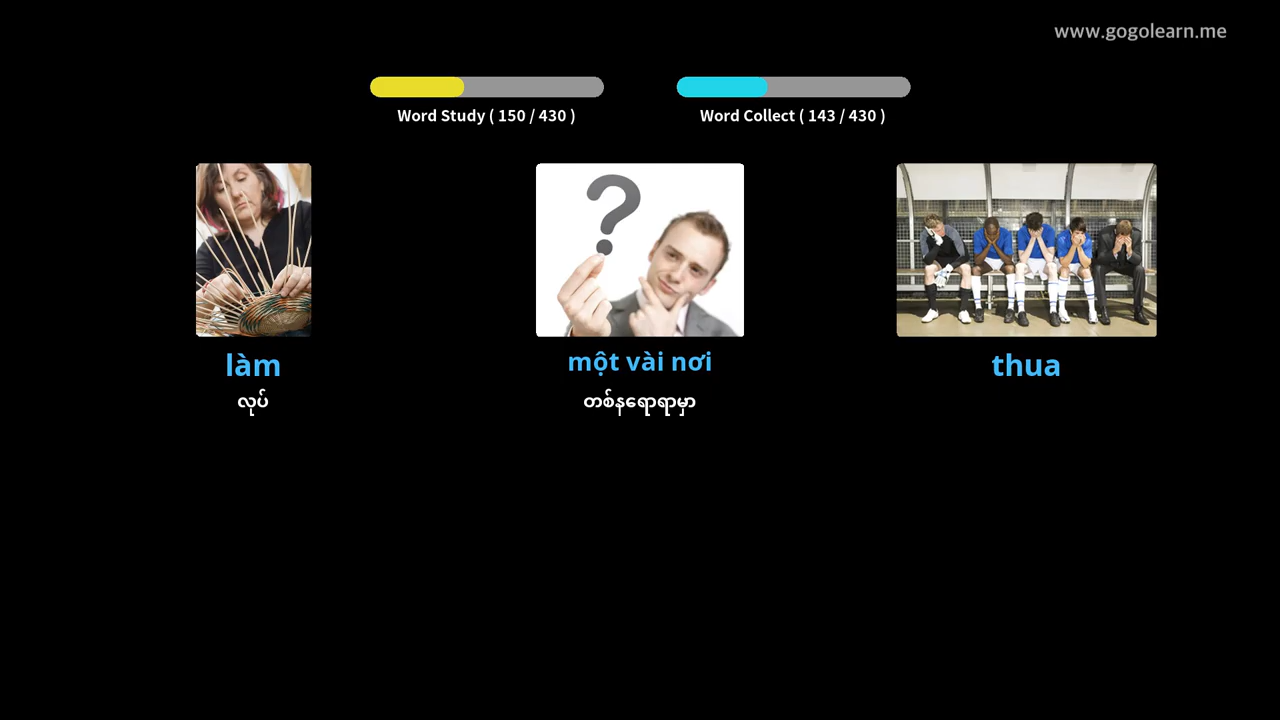 www.gogolearn.me
Word Study ( 150 / 430 )
Word Collect ( 143 / 430 )
làm
một vài nơi
thua
လုပ်
တစ်နရောရာမှာ